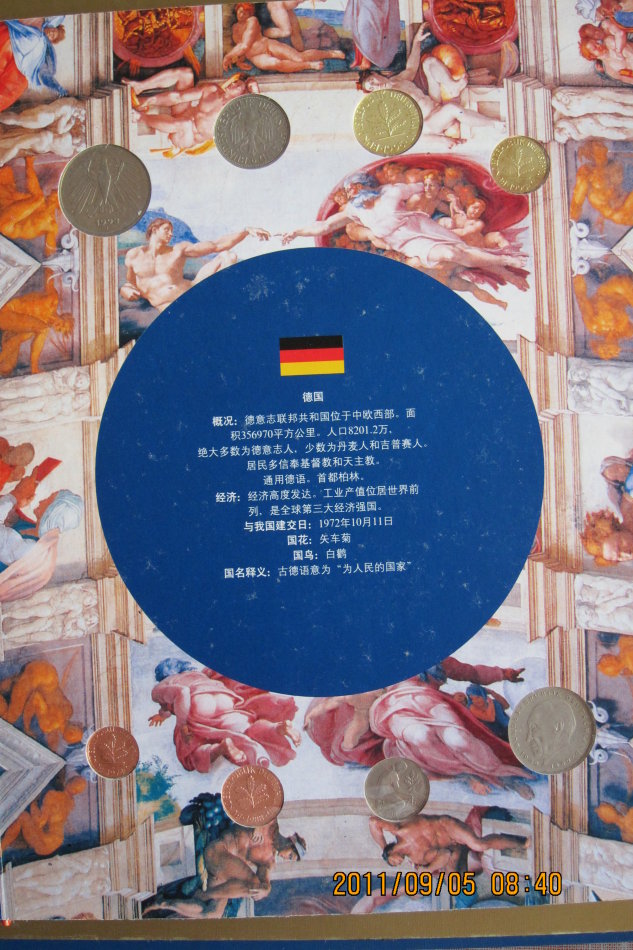 德国
概况：德意志联邦共和国位于中欧西部。面
积356970平方公里。人口8201.2万，
绝大多数为德意志人，少数为丹麦人和吉普赛人。
居民多信奉基督教和天主教。
通用德语。首都柏林。
经济：经济高度发达。工业产值位居世界前
列，是全球第三大经济强国。
与我国建交日：1972年10月11日
国花：矢车菊
国鸟：白鹳
国名释义：古德语意为“为人民的国家”
2011/09/05 08:40